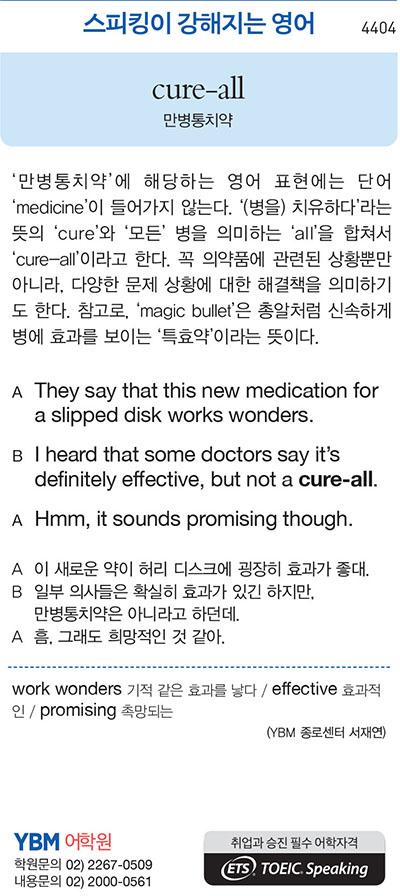 스피킹이 강해지는 영어 4404
cure-all
만병통치약
‘만병통치약’에 해당하는 영어 표현에는 단어
‘medicine’이 들어가지 않는다. ‘(병을) 치유하다’라는
뜻의 ‘cure’와 ‘모든’ 병을 의미하는 ‘all’을 합쳐서
‘cure-all’이라고 한다. 꼭 의약품에 관련된 상황뿐만
아니라, 다양한 문제 상황에 대한 해결책을 의미하기
도 한다. 참고로, ‘magic bullet’은 총알처럼 신속하게
병에 효과를 보이는 ‘특효약’이라는 뜻이다.
A They say that this new medication for
a slipped disk works wonders.
B I heard that some doctors say it’s
definitely effective, but not a cure-all.
A Hmm, it sounds promising though.
A 이 새로운 약이 허리 디스크에 굉장히 효과가 좋대.
B 일부 의사들은 확실히 효과가 있긴 하지만,
만병통치약은 아니라고 하던데.
A 흠, 그래도 희망적인 것 같아.
work wonders 기적 같은 효과를 낳다 / effective 효과적
인 / promising 촉망되는
(YBM 종로센터 서재연)
YBM 어학원
학원문의 02) 2267-0509
내용문의 02) 2000-0561
취업과 승진 필수 어학자격
ETS TOEIC Speaking